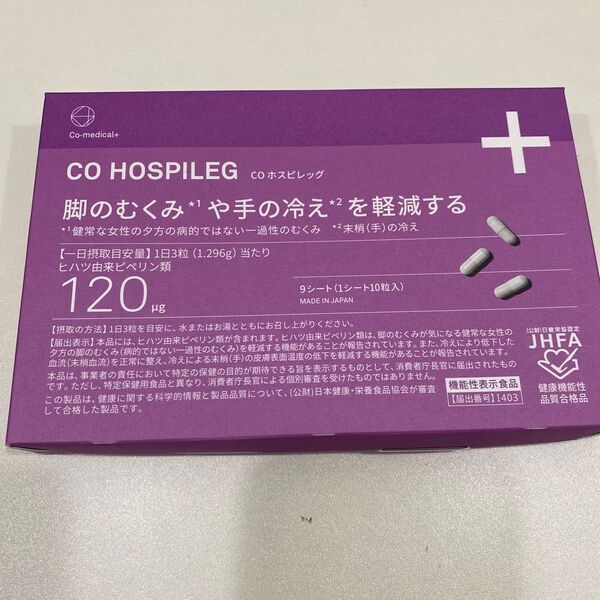 Co-medical+
CO HOSPILEG COホスピレッグ
脚のむくみ*1や手の冷え*2を軽減する
*1健常な女性の夕方の病的ではない一過性のむくみ *2末梢(手)の冷え
【一日摂取目安量】1日3粒(1.296g)当たり
ヒハツ由来ピペリン類
120μg
9シート(1シート10粒入)
MADE IN JAPAN
【摂取の方法】1日3粒を目安に、水またはお湯とともにお召し上がりください。
【届出表示】本品には、ヒハツ由来ピペリン類が含まれます。ヒハツ由来ピペリン類は、脚のむくみが気になる健常な女性の
夕方の脚のむくみ(病的ではない一過性のむくみ)を軽減する機能があることが報告されています。また、冷えにより低下した
血流(末梢血流)を正常に整え、冷えによる末梢(手)の皮膚表面温度の低下を軽減する機能があることが報告されています。
本品は、事業者の責任において特定の保健の目的が期待できる旨を表示するものとして、消費者庁長官に届出されたもの
です。ただし、特定保健用食品と異なり、消費者庁長官による個別審査を受けたものではありません。
この製品は、健康に関する科学的情報と製品品質について、(公財)日本健康・栄養食品協会が審査
して合格した製品です。
機能性表示食品
【届出番号】I403
(公財)日健栄協認定
JHFA
健康機能性
品質合格品